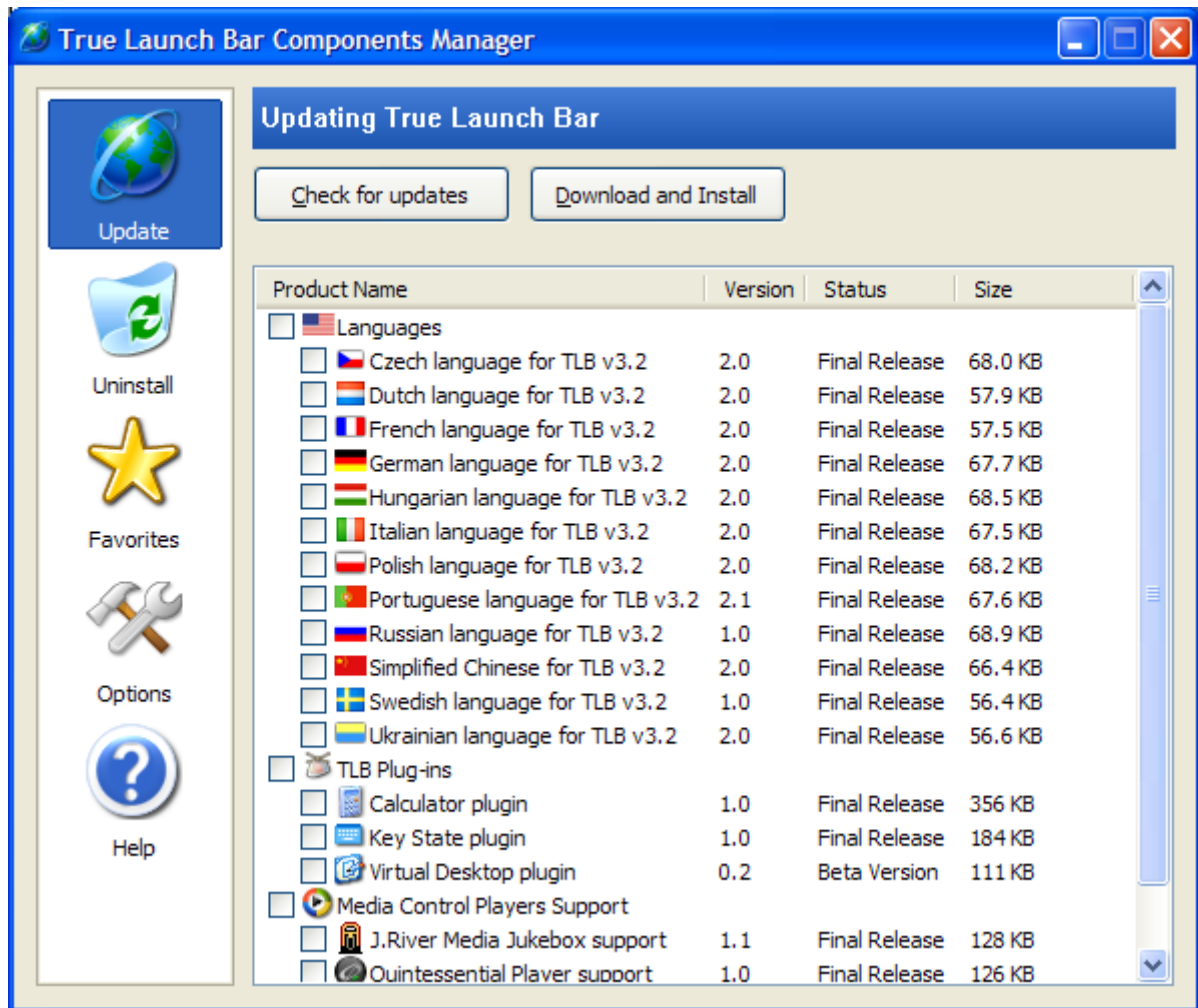 True Launch Bar Components Manager
Updating True Launch Bar
Check for updates Download and Install
Update
Uninstall
Favorites
Options
Help
Product Name Version Status Size
Languages
Czech language for TLB v3.2 2.0 Final Release 68.0 KB
Dutch language for TLB v3.2 2.0 Final Release 57.9 KB
French language for TLB v3.2 2.0 Final Release 57.5 KB
German language for TLB v3.2 2.0 Final Release 67.7 KB
Hungarian language for TLB v3.2 2.0 Final Release 68.5 KB
Italian language for TLB v3.2 2.0 Final Release 67.5 KB
Polish language for TLB v3.2 2.0 Final Release 68.2 KB
Portuguese language for TLB v3.2 2.1 Final Release 67.6 KB
Russian language for TLB v3.2 1.0 Final Release 68.9 KB
Simplified Chinese for TLB v3.2 2.0 Final Release 66.4 KB
Swedish language for TLB v3.2 1.0 Final Release 56.4 KB
Ukrainian language for TLB v3.2 2.0 Final Release 56.6 KB
TLB Plug-ins
Calculator plugin 1.0 Final Release 356 KB
Key State plugin 1.0 Final Release 184 KB
Virtual Desktop plugin 0.2 Beta Version 111 KB
Media Control Players Support
J.River Media Jukebox support 1.1 Final Release 128 KB
Quintessential Player support 1.0 Final Release 126 KB